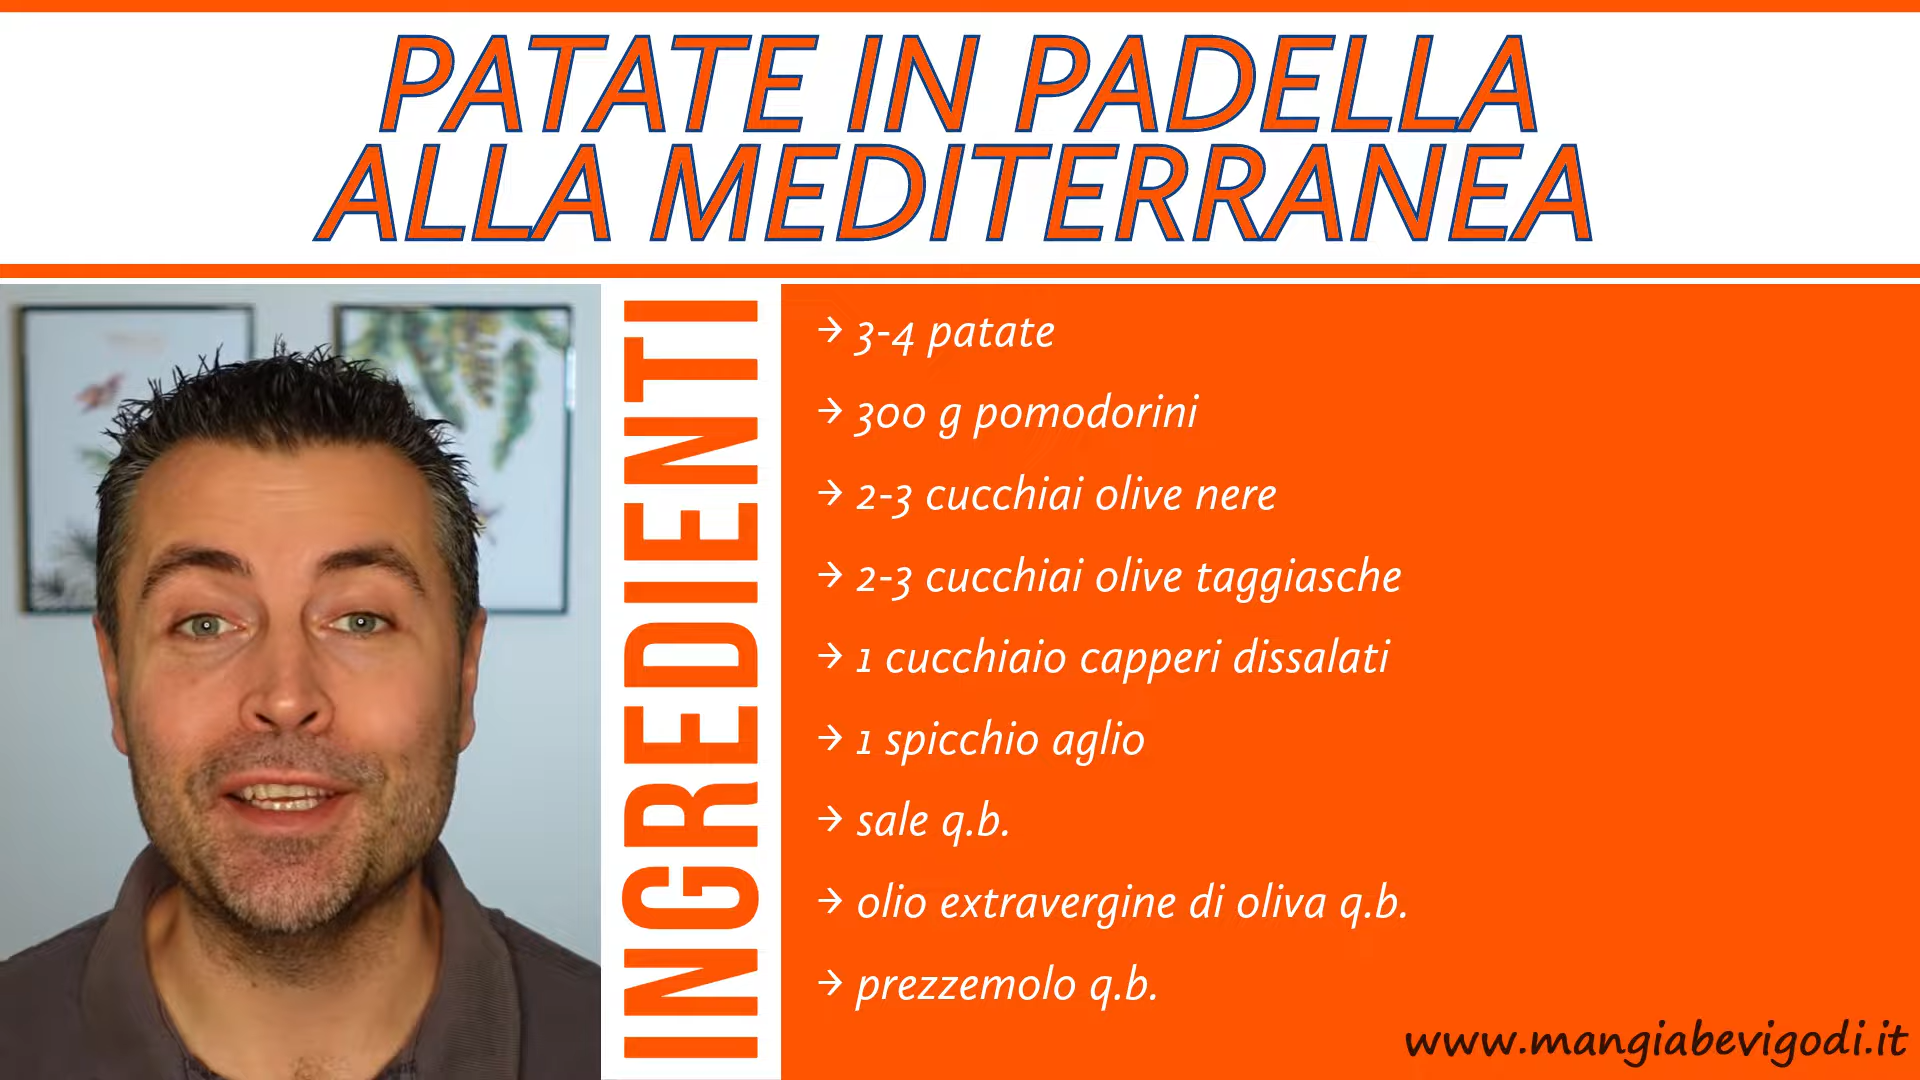 PATATE IN PADELLA
ALLA MEDITERRANEA
INGREDIENTI
→ 3-4 patate
→ 300 g pomodorini
→ 2-3 cucchiai olive nere
→ 2-3 cucchiai olive taggiasche
→ 1 cucchiaio capperi dissalati
→ 1 spicchio aglio
→ sale q.b.
→ olio extravergine di oliva q.b.
→ prezzemolo q.b.
www.mangiabevigodi.it